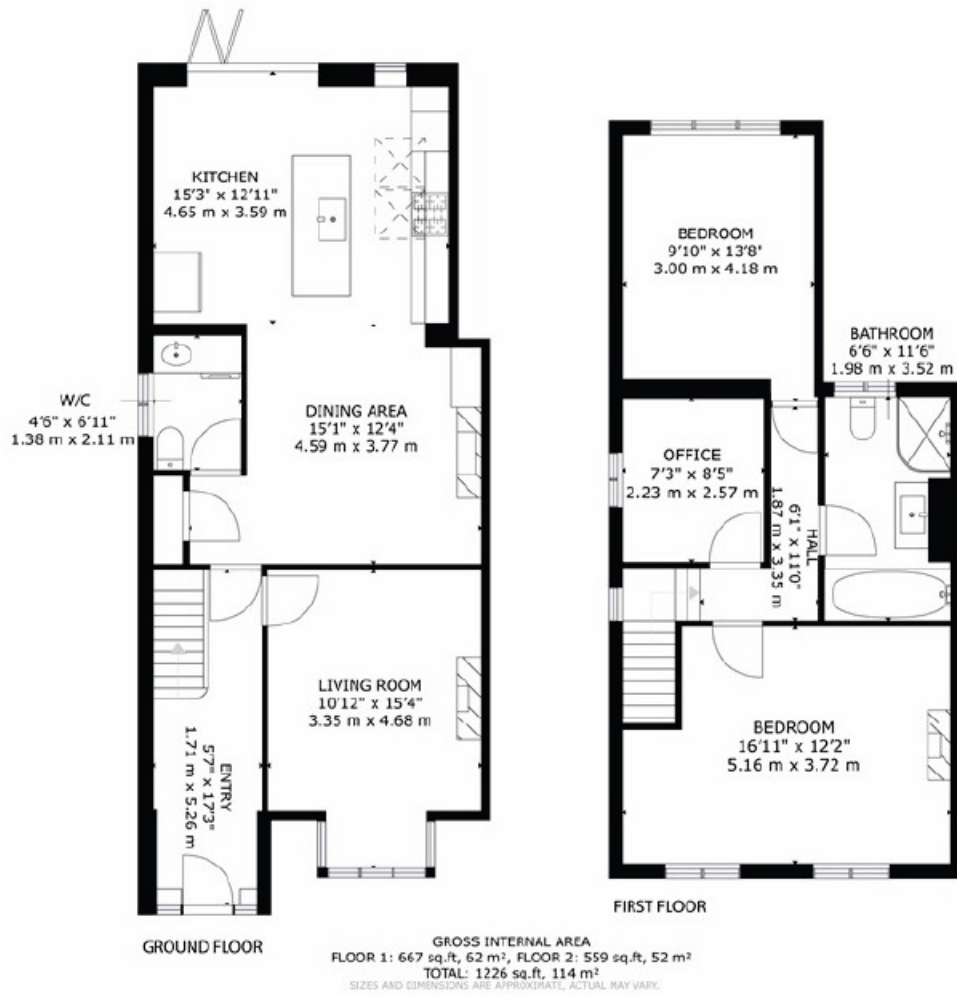 KITCHEN
15'3" x 12'11"
4.65 m x 3.59 m
W/C
4'6" x 6'11"
1.38 m x 2.11 m
DINING AREA
15'1" x 12'4"
4.59 m x 3.77 m
LIVING ROOM
10'12" x 15'4"
3.35 m x 4.68 m
ENTRY
5'7" x 17'3"
1.71 m x 5.26 m
GROUND FLOOR
BEDROOM
9'10" x 13'8"
3.00 m x 4.18 m
BATHROOM
6'6" x 11'6"
1.98 m x 3.52 m
OFFICE
7'3" x 8'5"
2.23 m x 2.57 m
HALL
6'1" x 11'0"
1.87 m x 3.35 m
BEDROOM
16'11" x 12'2"
5.16 m x 3.72 m
FIRST FLOOR
GROSS INTERNAL AREA
FLOOR 1: 667 sq.ft, 62 m², FLOOR 2: 559 sq.ft, 52 m²
TOTAL: 1226 sq.ft, 114 m²
SIZES AND DIMENSIONS ARE APPROXIMATE, ACTUAL MAY VARY.